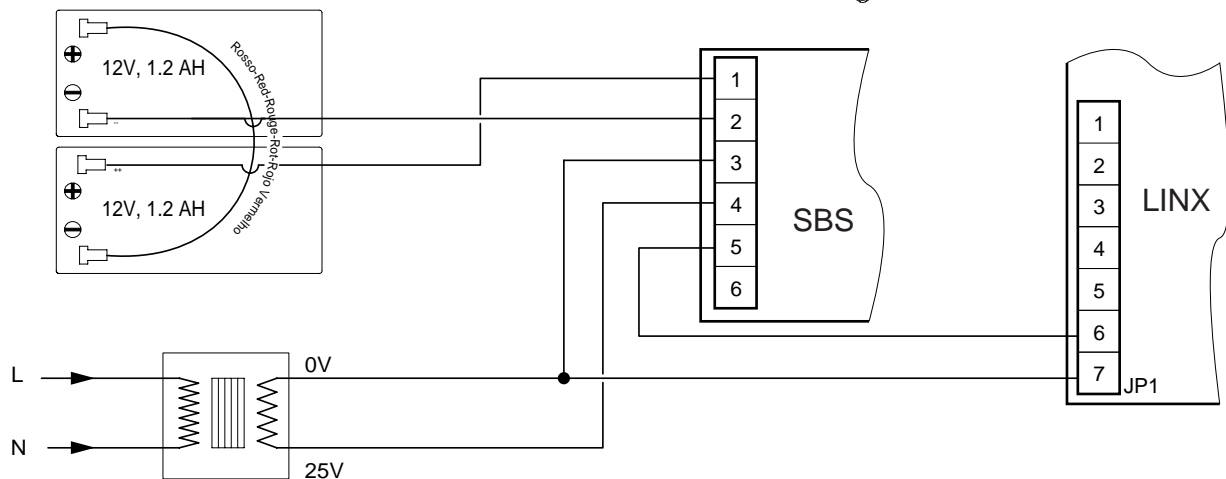 12V, 1.2 AH
12V, 1.2 AH
Rosso-Red-Rouge-Rot-Rojo Vermelho
--
++
SBS
1
2
3
4
5
6
LINX
1
2
3
4
5
6
7
JP1
L
N
0V
25V